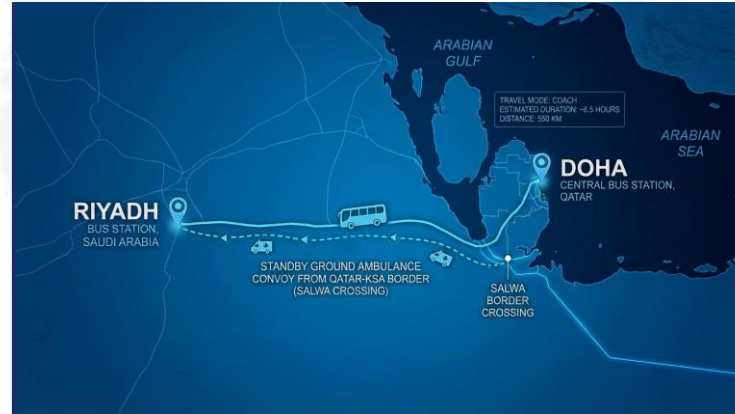 ARABIAN
GULF
TRAVEL MODE: COACH
ESTIMATED DURATION: ~6.5 HOURS
DISTANCE: 550 KM
ARABIAN
SEA
DOHA
CENTRAL BUS STATION,
QATAR
RIYADH
BUS STATION,
SAUDI ARABIA
STANDBY GROUND AMBULANCE
CONVOY FROM QATAR-KSA BORDER
(SALWA CROSSING)
SALWA
BORDER
CROSSING